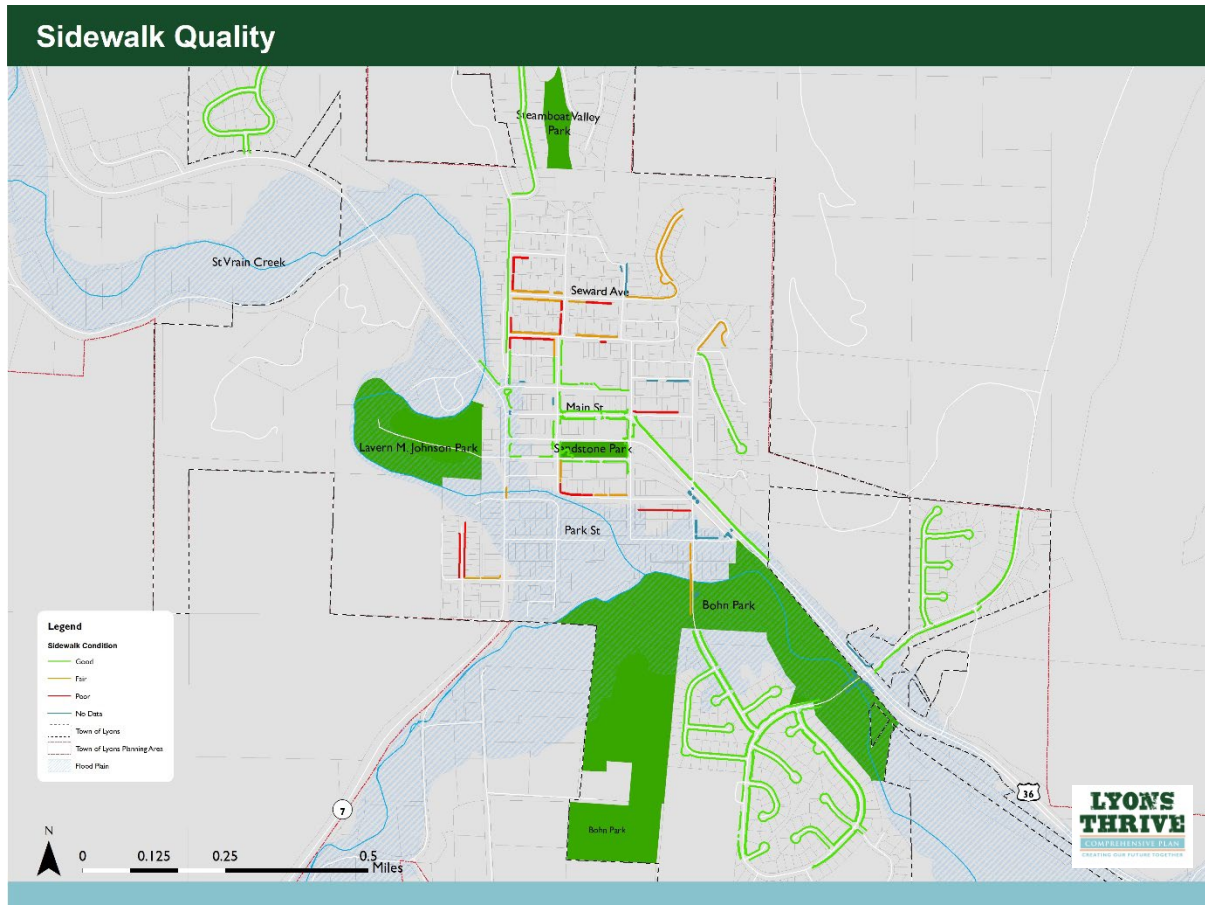 Sidewalk Quality
Steamboat Valley
Park
St Vrain Creek
Seward Ave
Main St
Lavern M. Johnson Park
Sandstone Park
Park St
Bohn Park
Legend
Sidewalk Condition
Good
Fair
Poor
No Data
Town of Lyons
Town of Lyons Planning Area
Flood Plain
Bohn Park
7
36
N
0 0.125 0.25 0.5
Miles
LYONS
THRIVE
COMPREHENSIVE PLAN
CREATING OUR FUTURE TOGETHER